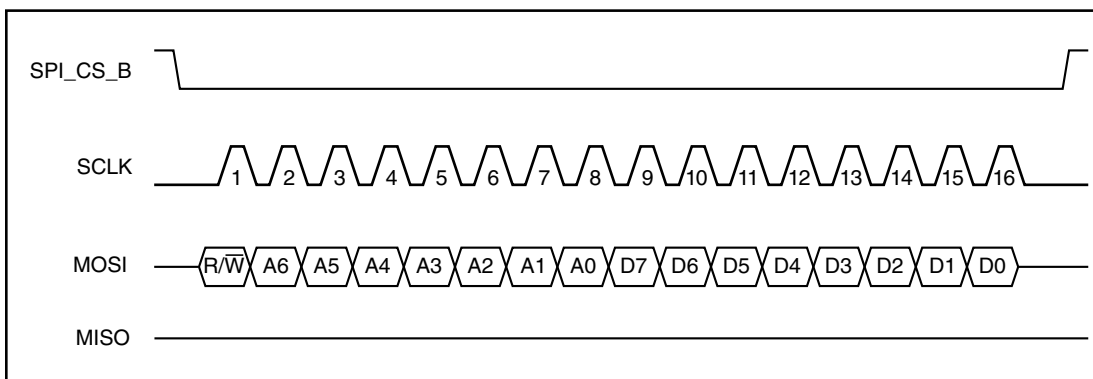 SPI_CS_B
SCLK
1 2 3 4 5 6 7 8 9 10 11 12 13 14 15 16
MOSI
R/W̅ A6 A5 A4 A3 A2 A1 A0 D7 D6 D5 D4 D3 D2 D1 D0
MISO